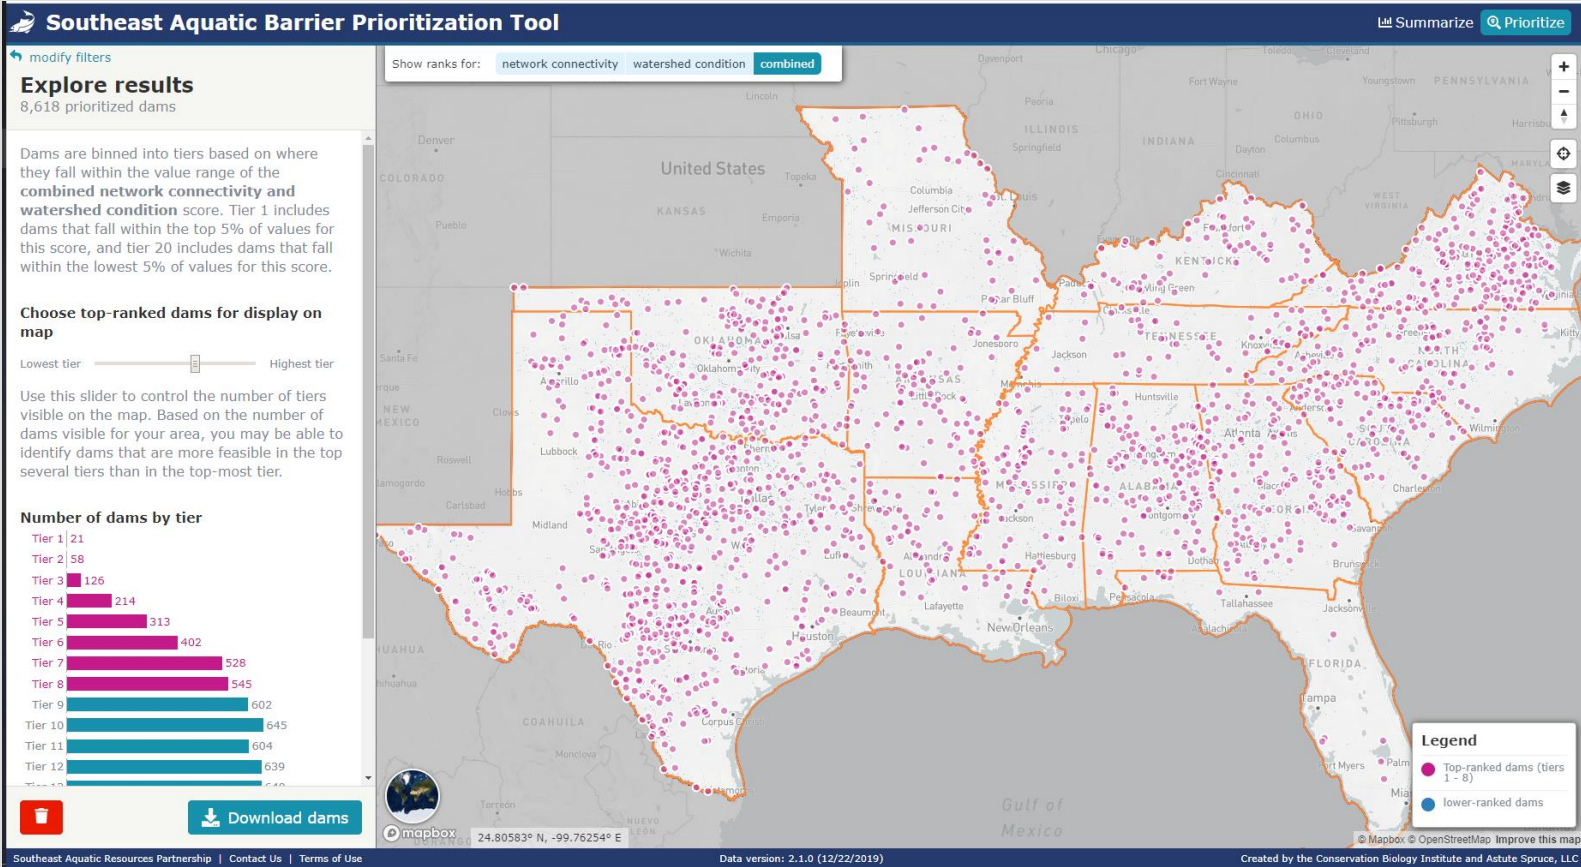 Southeast Aquatic Barrier Prioritization Tool
Summarize
Prioritize
modify filters
Explore results
8,618 prioritized dams
Dams are binned into tiers based on where
they fall within the value range of the
combined network connectivity and
watershed condition score. Tier 1 includes
dams that fall within the top 5% of values for
this score, and tier 20 includes dams that fall
within the lowest 5% of values for this score.
Choose top-ranked dams for display on
map
Lowest tier
Highest tier
Use this slider to control the number of tiers
visible on the map. Based on the number of
dams visible for your area, you may be able to
identify dams that are more feasible in the top
several tiers than in the top-most tier.
Number of dams by tier
Tier 1 21
Tier 2 58
Tier 3 126
Tier 4 214
Tier 5 313
Tier 6 402
Tier 7 528
Tier 8 545
Tier 9 602
Tier 10 645
Tier 11 604
Tier 12 639
Download dams
Show ranks for: network connectivity watershed condition combined
Chicago
Toledo
Cleveland
Davenport
Lincoln
Fort Wayne
Youngstown
PENNSYLVANIA
Peoria
OHIO
Pittsburgh
Harrisbu
Denver
ILLINOIS
INDIANA
Columbus
Springfield
Dayton
United States
Topeka
Cincinnati
COLORADO
Columbia
WEST
VIRGINIA
KANSAS
Jefferson City
Emporia
Pueblo
MISSOURI
Wichita
KENTUCKY
Springfield
Poplar Bluff
TENNESSEE
OKLAHOMA
Jonesboro
Jackson
Santa Fe
Oklahoma City
Amarillo
NEW
MEXICO
Little Rock
Huntsville
Clovis
Wilmington
Lubbock
Roswell
Carlsbad
Hobbs
Midland
Tyler
MISSISSIPPI
ALABAMA
Savannah
Hattiesburg
LOUISIANA
Dothan
Brunswick
Lafayette
Biloxi
Pensacola
Tallahassee
Jacksonville
Beaumont
New Orleans
Apalachicola
Houston
Del Rio
FLORIDA
Tampa
COAHUILA
Corpus Christi
Monclova
Fort Myers
Torreón
NUEVO
LEÓN
DURANGO
Gulf of
Mexico
Legend
Top-ranked dams (tiers
1 - 8)
lower-ranked dams
mapbox
24.80583° N, -99.76254° E
© Mapbox © OpenStreetMap Improve this map
Southeast Aquatic Resources Partnership | Contact Us | Terms of Use
Data version: 2.1.0 (12/22/2019)
Created by the Conservation Biology Institute and Astute Spruce, LLC